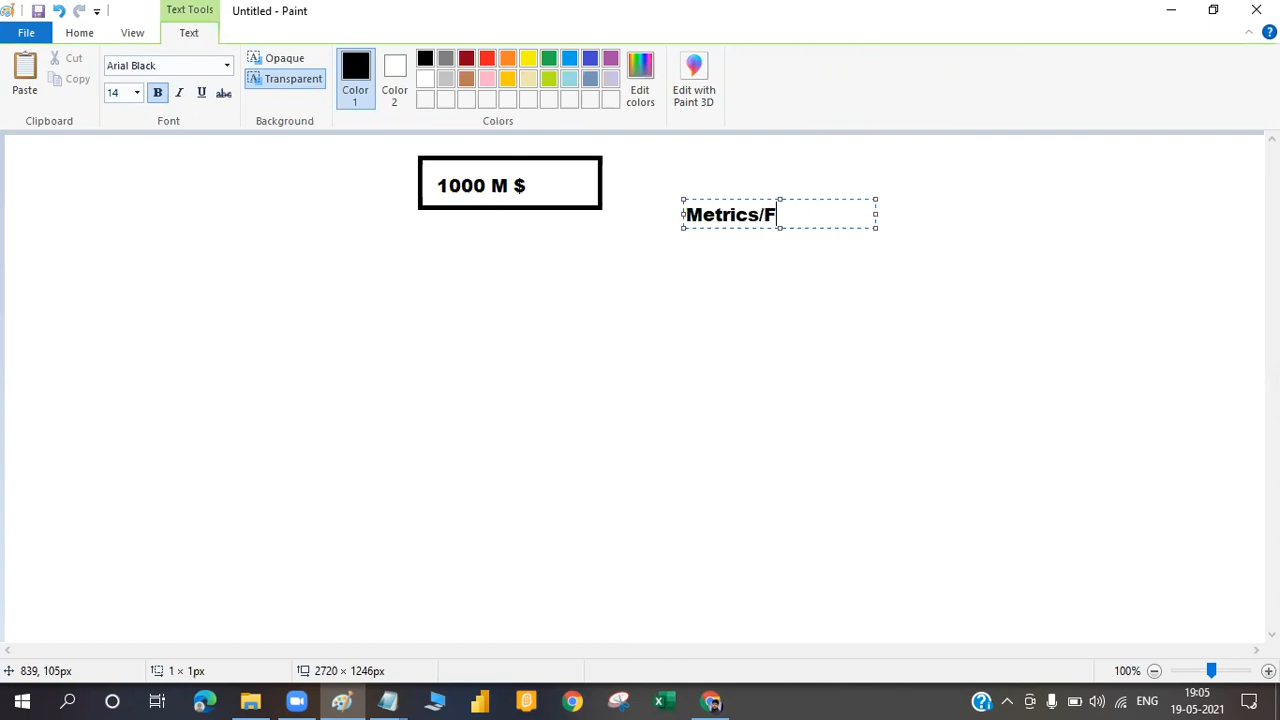 Text Tools
Untitled - Paint
File
Home
View
Text
Paste
Cut
Copy
Clipboard
Arial Black
14
B
I
U
abc
Font
A
Opaque
A
Transparent
Background
Color
1
Color
2
Edit
colors
Colors
Edit with
Paint 3D
1000 M $
Metrics/F
839, 105px
1 × 1px
2720 × 1246px
100%
ENG
19:05
19-05-2021